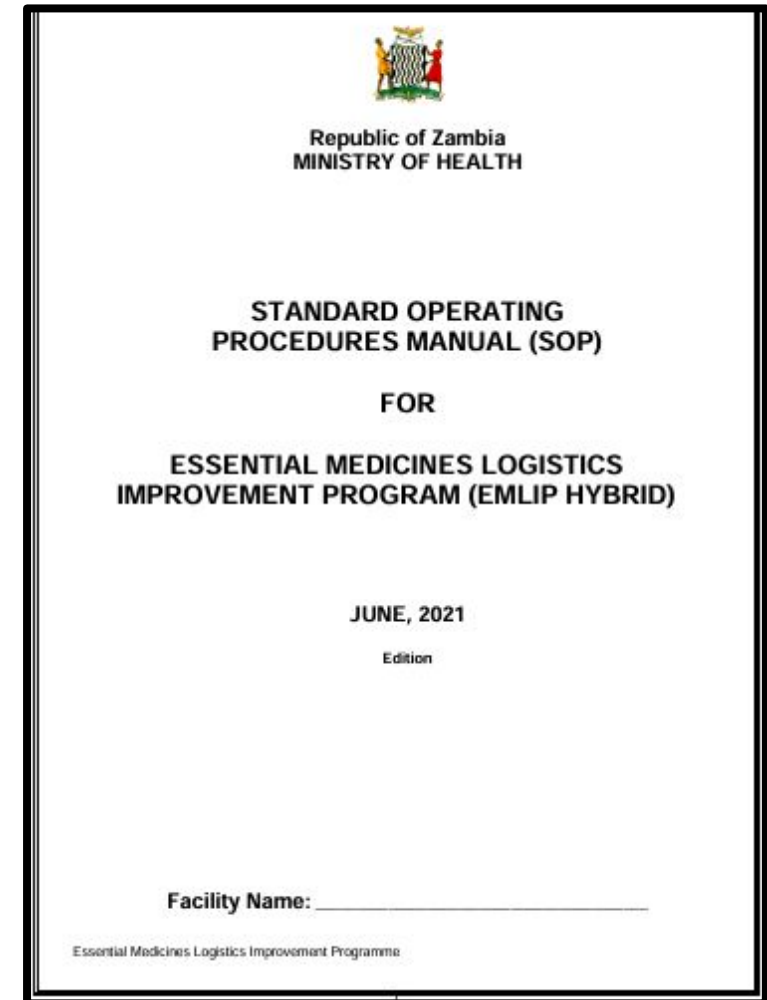 Republic of Zambia
MINISTRY OF HEALTH
STANDARD OPERATING
PROCEDURES MANUAL (SOP)
FOR
ESSENTIAL MEDICINES LOGISTICS
IMPROVEMENT PROGRAM (EMLIP HYBRID)
JUNE, 2021
Edition
Facility Name: ______________________________
Essential Medicines Logistics Improvement Programme